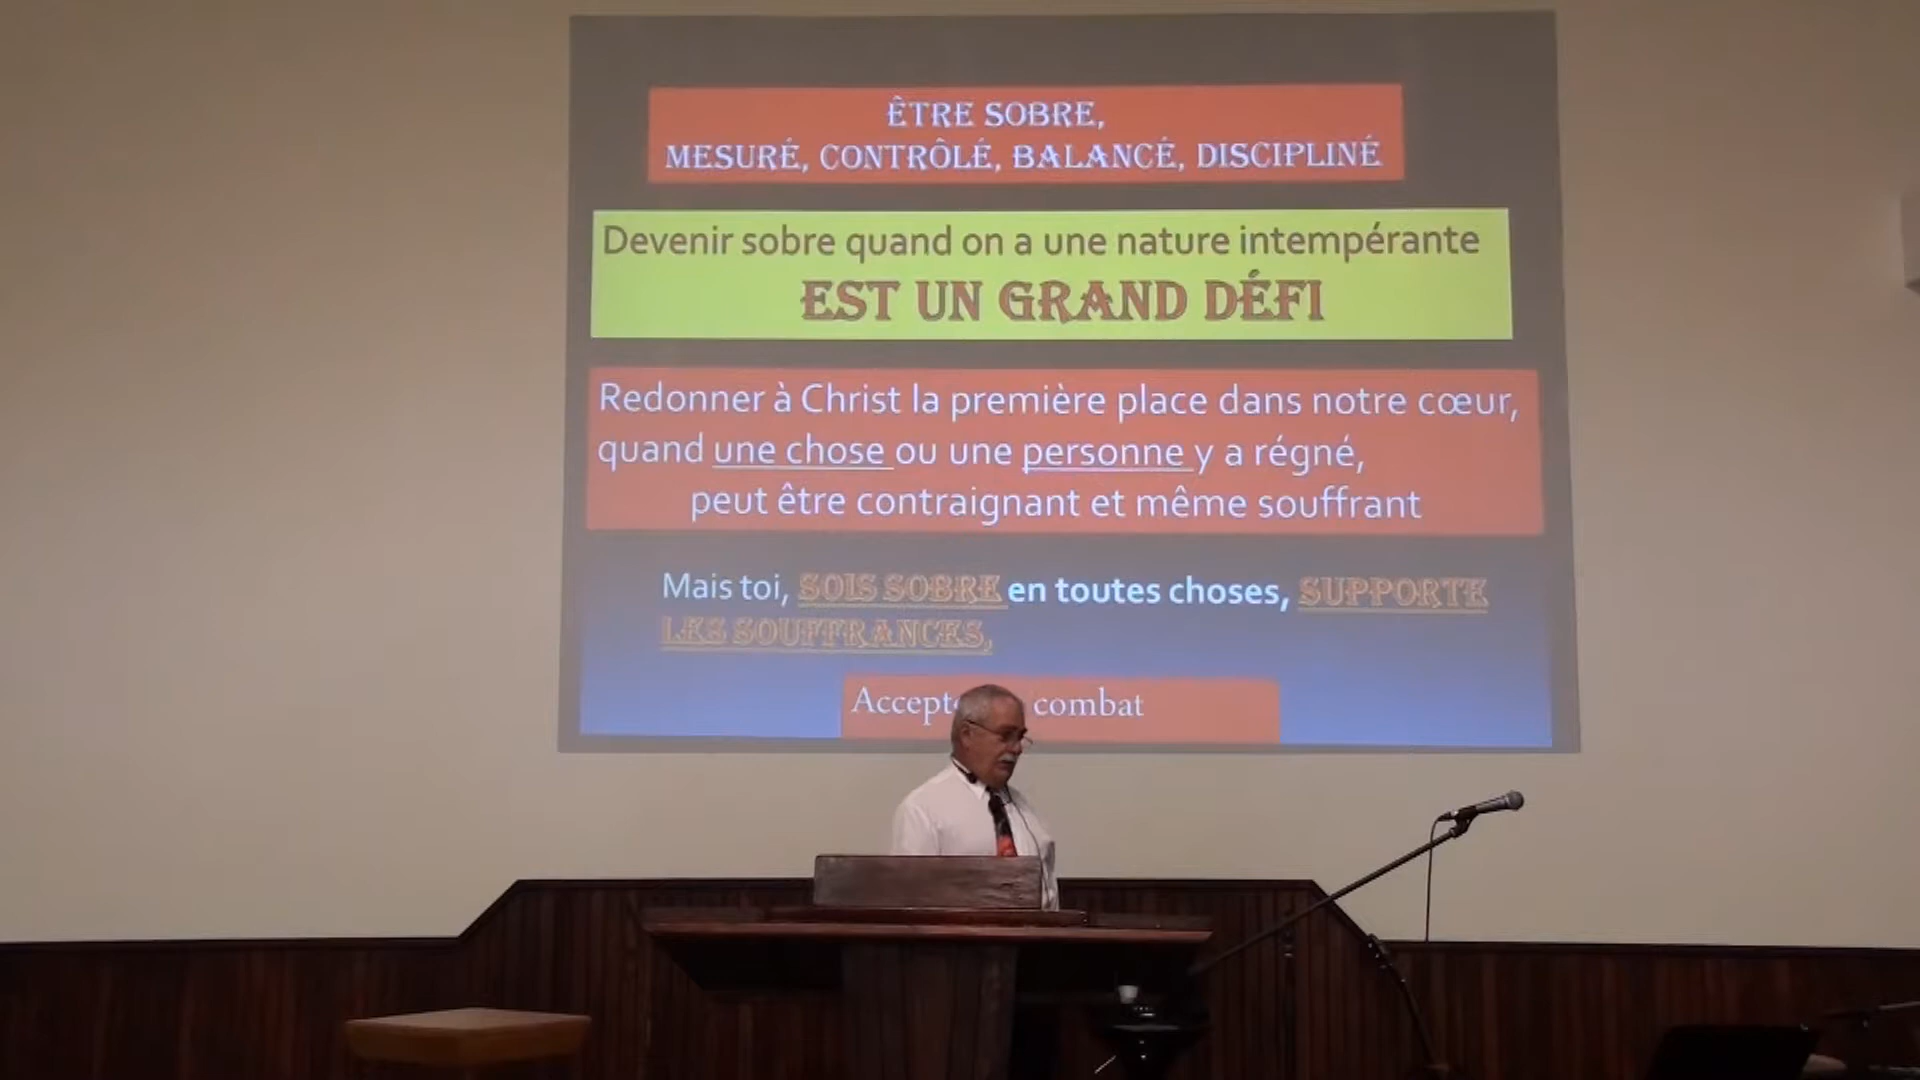 ÊTRE SOBRE,
MESURÉ, CONTRÔLÉ, BALANCÉ, DISCIPLINÉ
Devenir sobre quand on a une nature intempérante
EST UN GRAND DÉFI
Redonner à Christ la première place dans notre cœur,
quand une chose ou une personne y a régné,
peut être contraignant et même souffrant
Mais toi, SOIS SOBRE en toutes choses, SUPPORTE
LES SOUFFRANCES,
combat